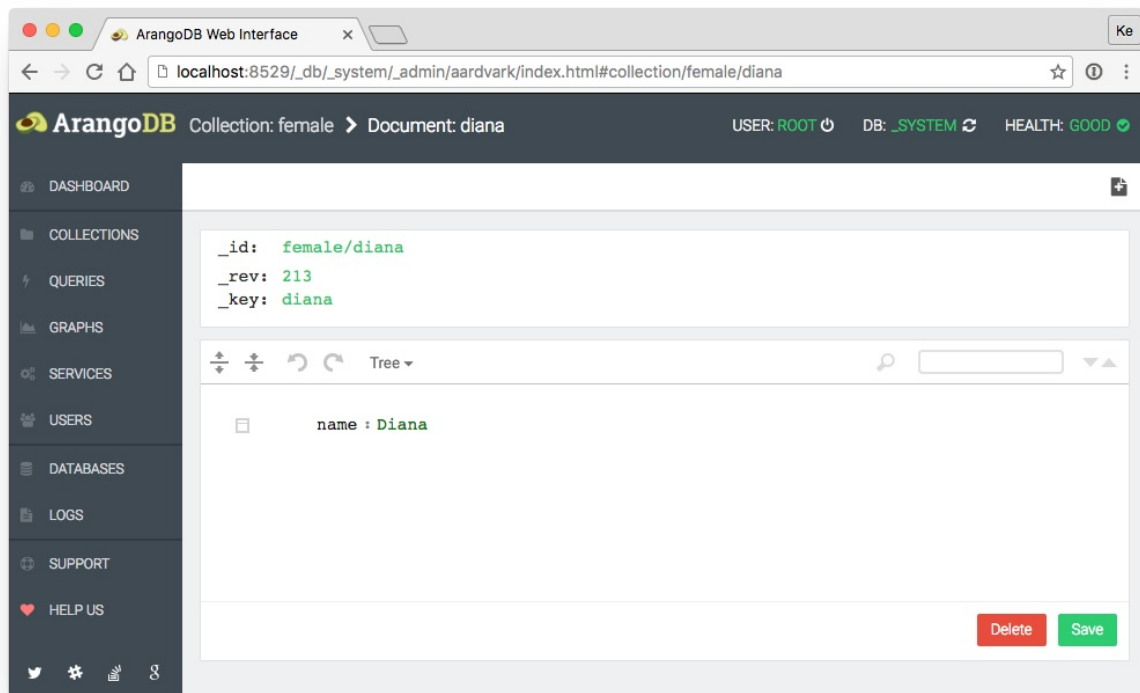 ArangoDB Web Interface
Ke
localhost:8529/_db/_system/_admin/aardvark/index.html#collection/female/diana
ArangoDB Collection: female Document: diana USER: ROOT DB: _SYSTEM HEALTH: GOOD
DASHBOARD
COLLECTIONS
QUERIES
GRAPHS
SERVICES
USERS
DATABASES
LOGS
SUPPORT
HELP US
_id: female/diana
_rev: 213
_key: diana
Tree
name : Diana
Delete Save